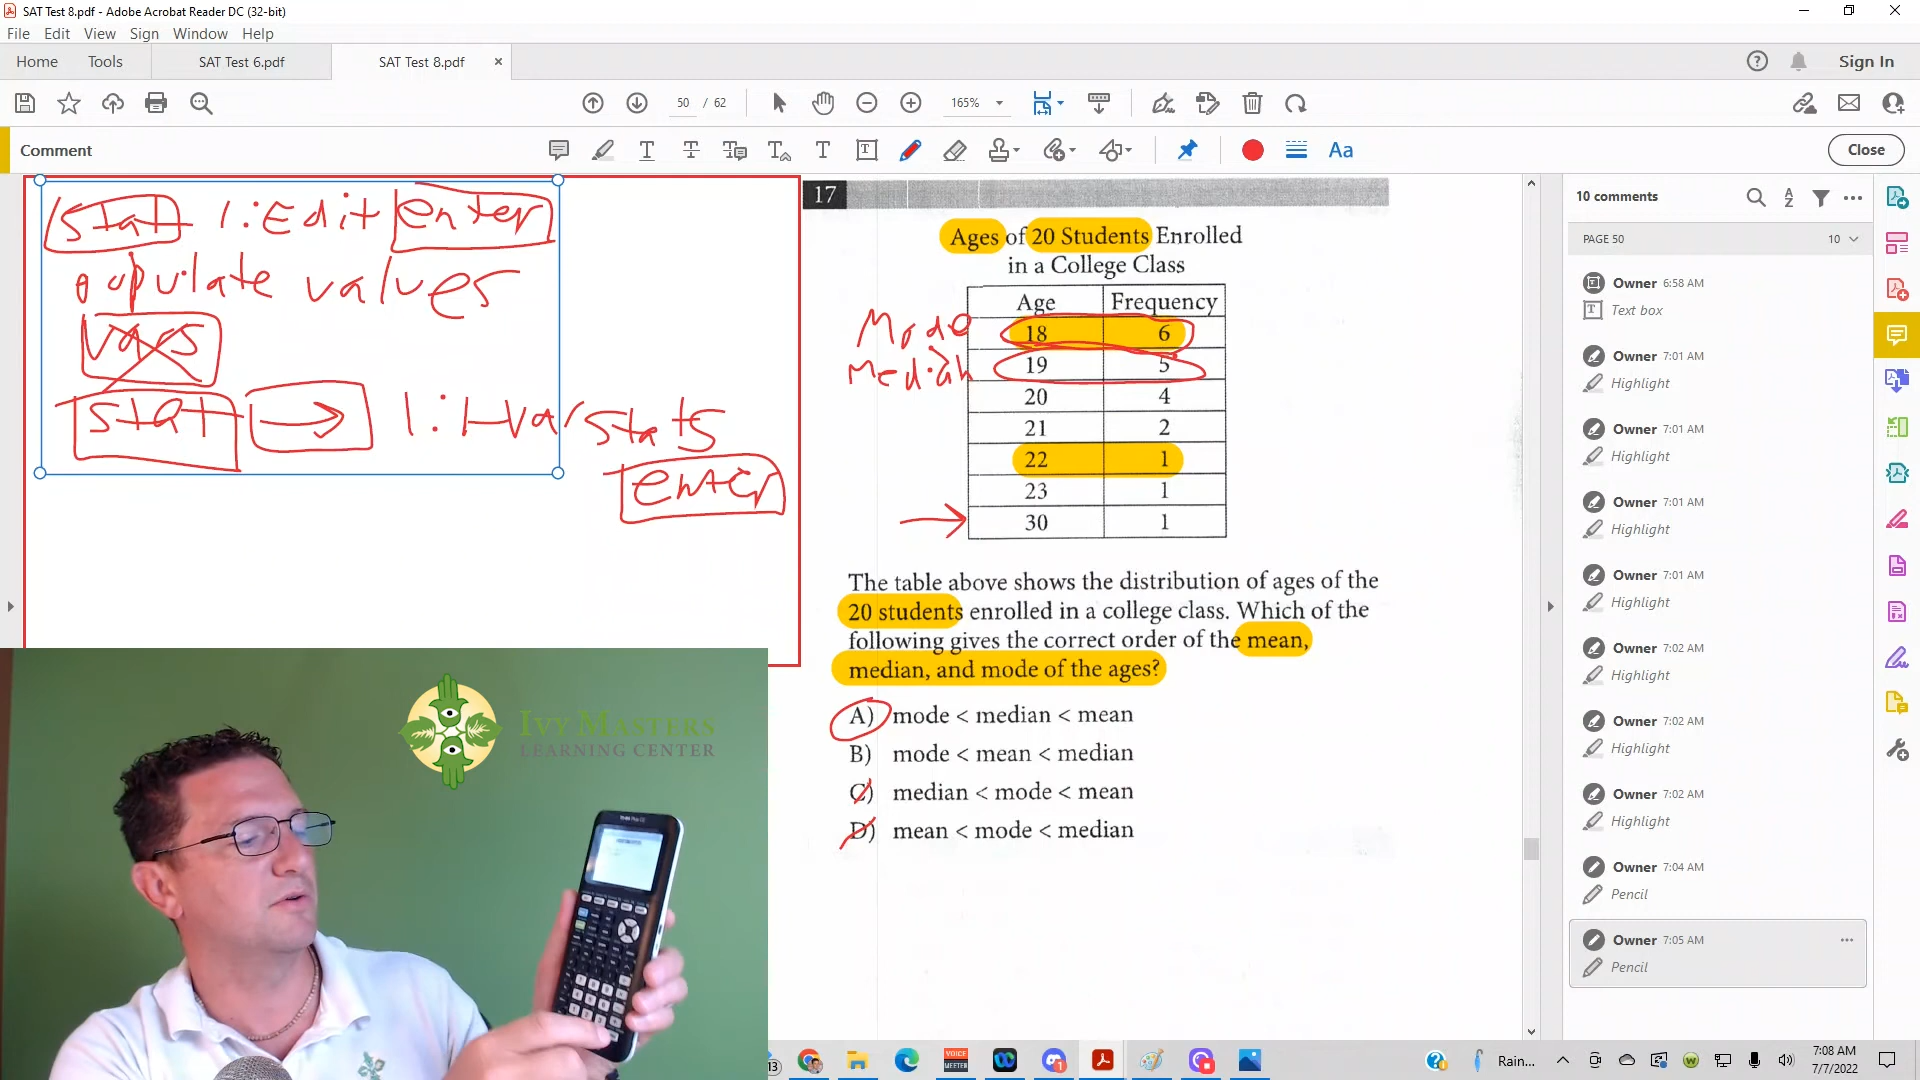 SAT Test 8.pdf - Adobe Acrobat Reader DC (32-bit)
File Edit View Sign Window Help
Home Tools SAT Test 6.pdf SAT Test 8.pdf ×
Sign In
50 / 62
165%
Comment
Aa
Close
stat 1:Edit enter
populate values
vars
stat → 1:1-Var stats
enter
17
Ages of 20 Students Enrolled
in a College Class
Age Frequency
Mode 18 6
Median 19 5
20 4
21 2
22 1
23 1
→ 30 1
The table above shows the distribution of ages of the
20 students enrolled in a college class. Which of the
following gives the correct order of the mean,
median, and mode of the ages?
A) mode < median < mean
B) mode < mean < median
C) median < mode < mean
D) mean < mode < median
IVY MASTERS
LEARNING CENTER
10 comments
PAGE 50 10
Owner 6:58 AM
Text box
Owner 7:01 AM
Highlight
Owner 7:01 AM
Highlight
Owner 7:01 AM
Highlight
Owner 7:01 AM
Highlight
Owner 7:02 AM
Highlight
Owner 7:02 AM
Highlight
Owner 7:02 AM
Highlight
Owner 7:04 AM
Pencil
Owner 7:05 AM
Pencil
13
VOICE
MEETER
Rain...
7:08 AM
7/7/2022